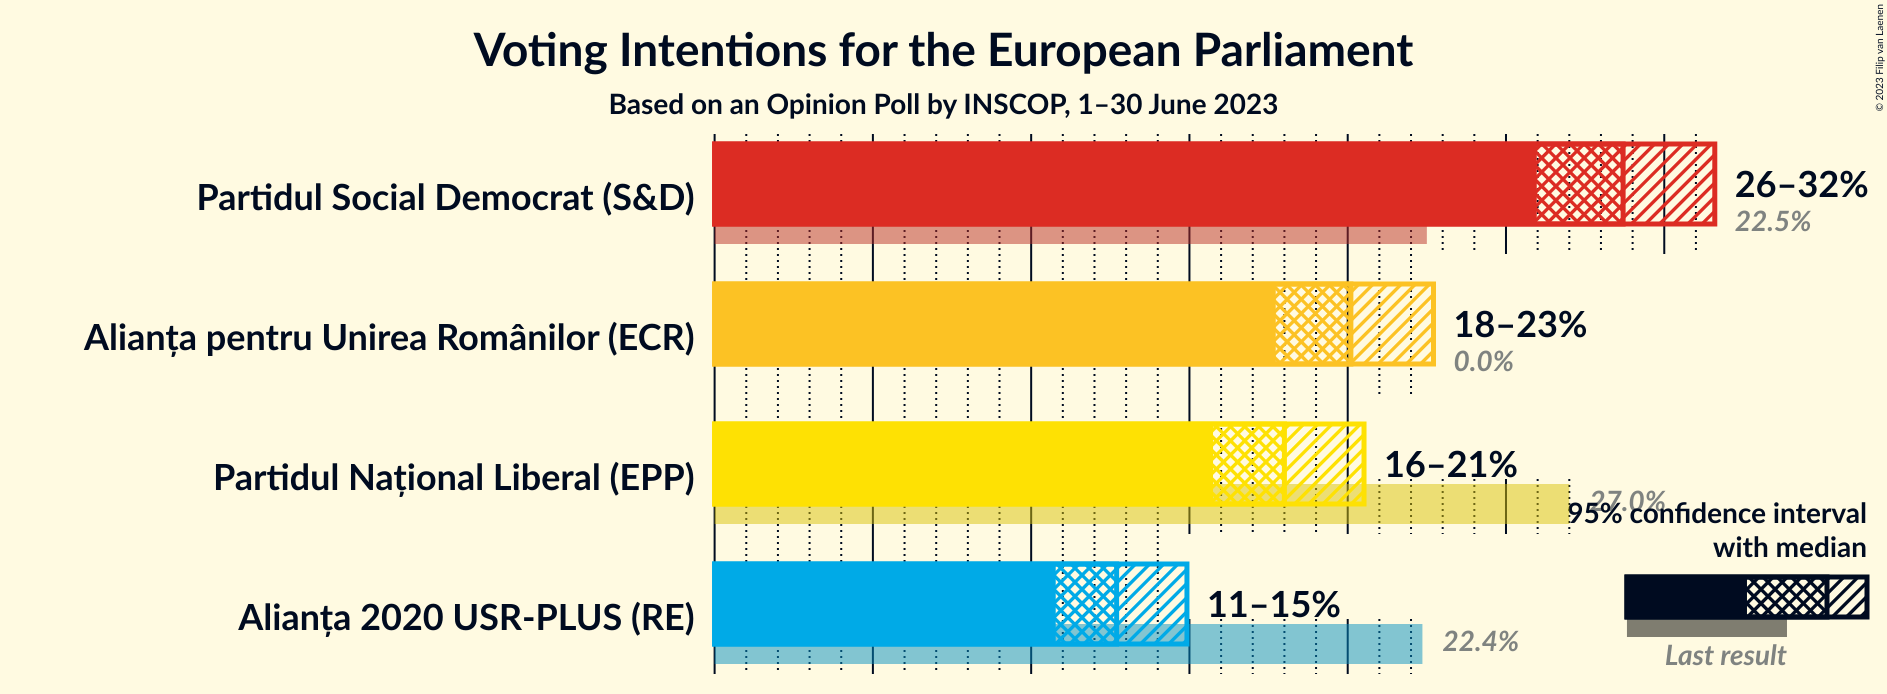 Voting Intentions for the European Parliament
Based on an Opinion Poll by INSCOP, 1–30 June 2023
© 2023 Filip van Laenen
Partidul Social Democrat (S&D)
26–32%
22.5%
Alianța pentru Unirea Românilor (ECR)
18–23%
0.0%
Partidul Național Liberal (EPP)
16–21%
27.0%
95% confidence interval
with median
Alianța 2020 USR-PLUS (RE)
11–15%
22.4%
Last result